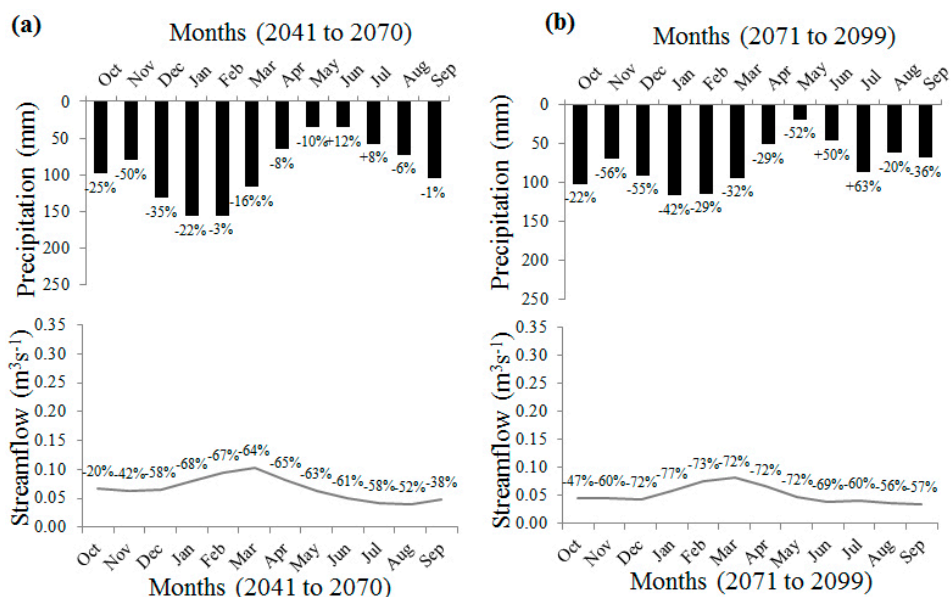 (a)
Months (2041 to 2070)
Oct Nov Dec Jan Feb Mar Apr May Jun Jul Aug Sep
Precipitation (mm)
0
50
100
150
200
250
-25% -50% -35% -22% -3% -16%% -8% -10% +12% +8% -6% -1%
Streamflow (m³s⁻¹)
0.35
0.30
0.25
0.20
0.15
0.10
0.05
0.00
-20% -42% -58% -68% -67% -64% -65% -63% -61% -58% -52% -38%
Oct Nov Dec Jan Feb Mar Apr May Jun Jul Aug Sep
Months (2041 to 2070)
(b)
Months (2071 to 2099)
Oct Nov Dec Jan Feb Mar Apr May Jun Jul Aug Sep
Precipitation (mm)
0
50
100
150
200
250
-22% -56% -55% -42% -29% -32% -29% -52% +50% +63% -20% -36%
Streamflow (m³s⁻¹)
0.35
0.30
0.25
0.20
0.15
0.10
0.05
0.00
-47% -60% -72% -77% -73% -72% -72% -72% -69% -60% -56% -57%
Oct Nov Dec Jan Feb Mar Apr May Jun Jul Aug Sep
Months (2071 to 2099)